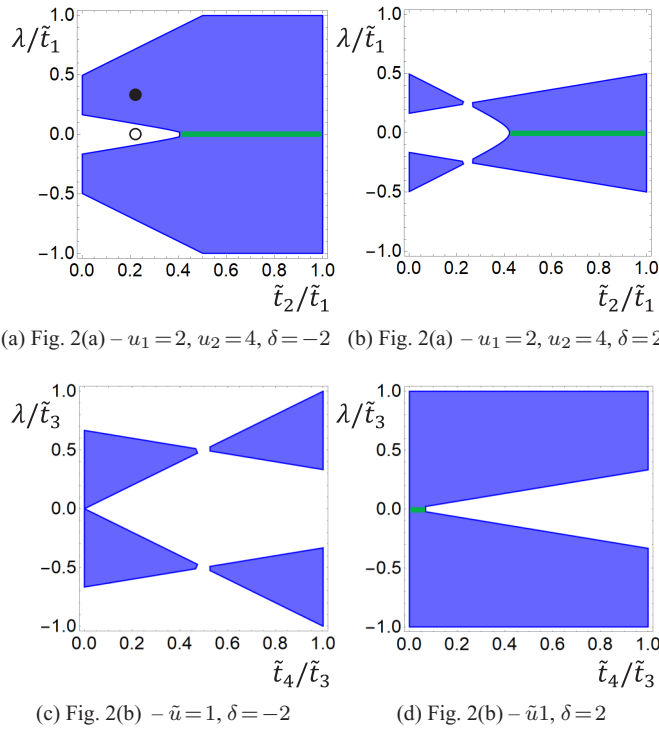 λ/t̃₁ λ/t̃₁
1.0 1.0
0.5 0.5
0.0 0.0
−0.5 −0.5
−1.0 −1.0
0.0 0.2 0.4 0.6 0.8 1.0 0.0 0.2 0.4 0.6 0.8 1.0
t̃₂/t̃₁ t̃₂/t̃₁
(a) Fig. 2(a) – u₁=2, u₂=4, δ=−2 (b) Fig. 2(a) – u₁=2, u₂=4, δ=2
λ/t̃₃ λ/t̃₃
1.0 1.0
0.5 0.5
0.0 0.0
−0.5 −0.5
−1.0 −1.0
0.0 0.2 0.4 0.6 0.8 1.0 0.0 0.2 0.4 0.6 0.8 1.0
t̃₄/t̃₃ t̃₄/t̃₃
(c) Fig. 2(b) – ũ=1, δ=−2 (d) Fig. 2(b) – ũ1, δ=2